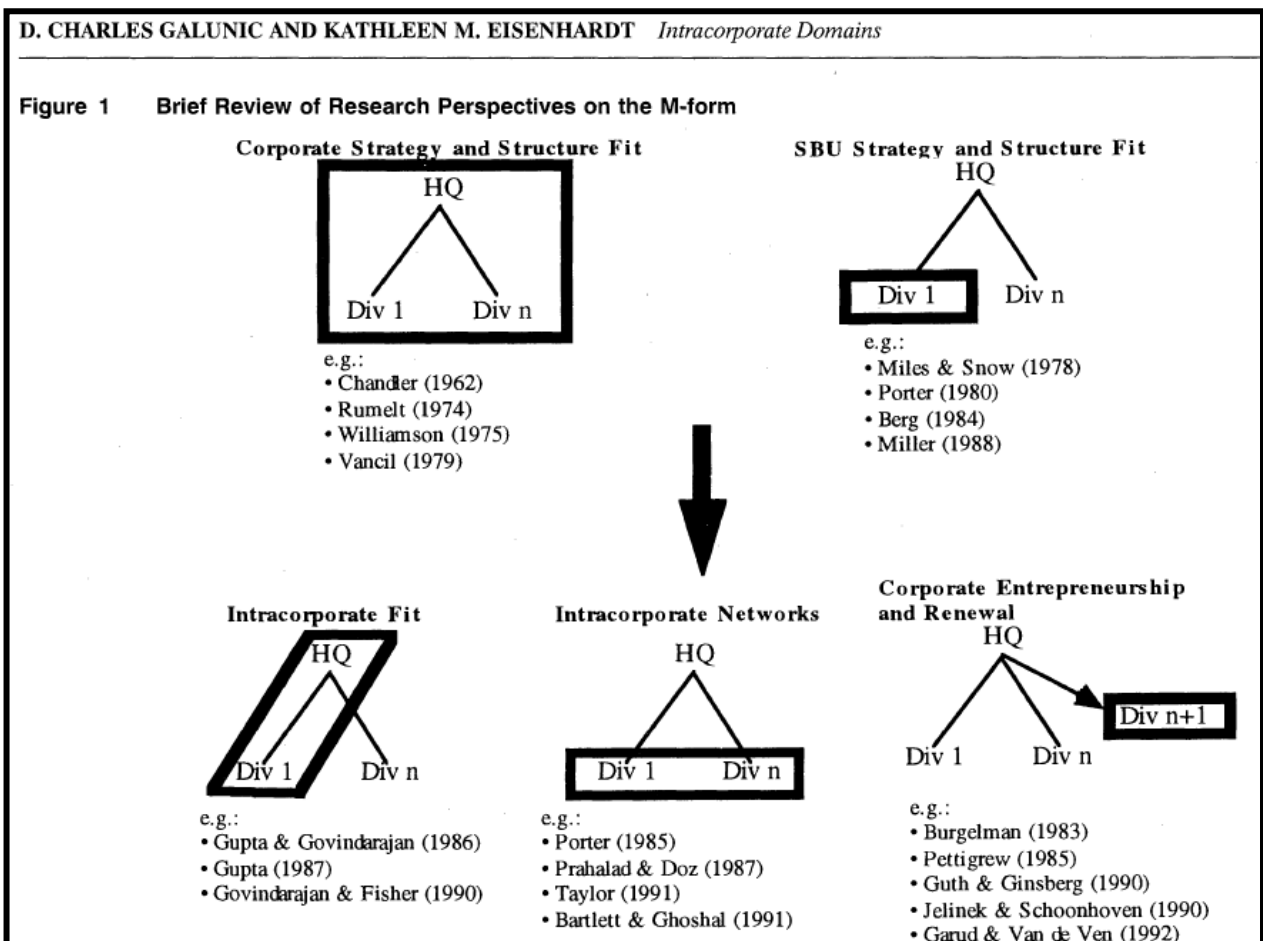 D. CHARLES GALUNIC AND KATHLEEN M. EISENHARDT Intracorporate Domains
Figure 1 Brief Review of Research Perspectives on the M-form
Corporate Strategy and Structure Fit
HQ
Div 1 Div n
e.g.:
• Chandler (1962)
• Rumelt (1974)
• Williamson (1975)
• Vancil (1979)
SBU Strategy and Structure Fit
HQ
Div 1 Div n
e.g.:
• Miles & Snow (1978)
• Porter (1980)
• Berg (1984)
• Miller (1988)
Intracorporate Fit
HQ
Div 1 Div n
e.g.:
• Gupta & Govindarajan (1986)
• Gupta (1987)
• Govindarajan & Fisher (1990)
Intracorporate Networks
HQ
Div 1 Div n
e.g.:
• Porter (1985)
• Prahalad & Doz (1987)
• Taylor (1991)
• Bartlett & Ghoshal (1991)
Corporate Entrepreneurship
and Renewal
HQ
Div n+1
Div 1 Div n
e.g.:
• Burgelman (1983)
• Pettigrew (1985)
• Guth & Ginsberg (1990)
• Jelinek & Schoonhoven (1990)
• Garud & Van de Ven (1992)